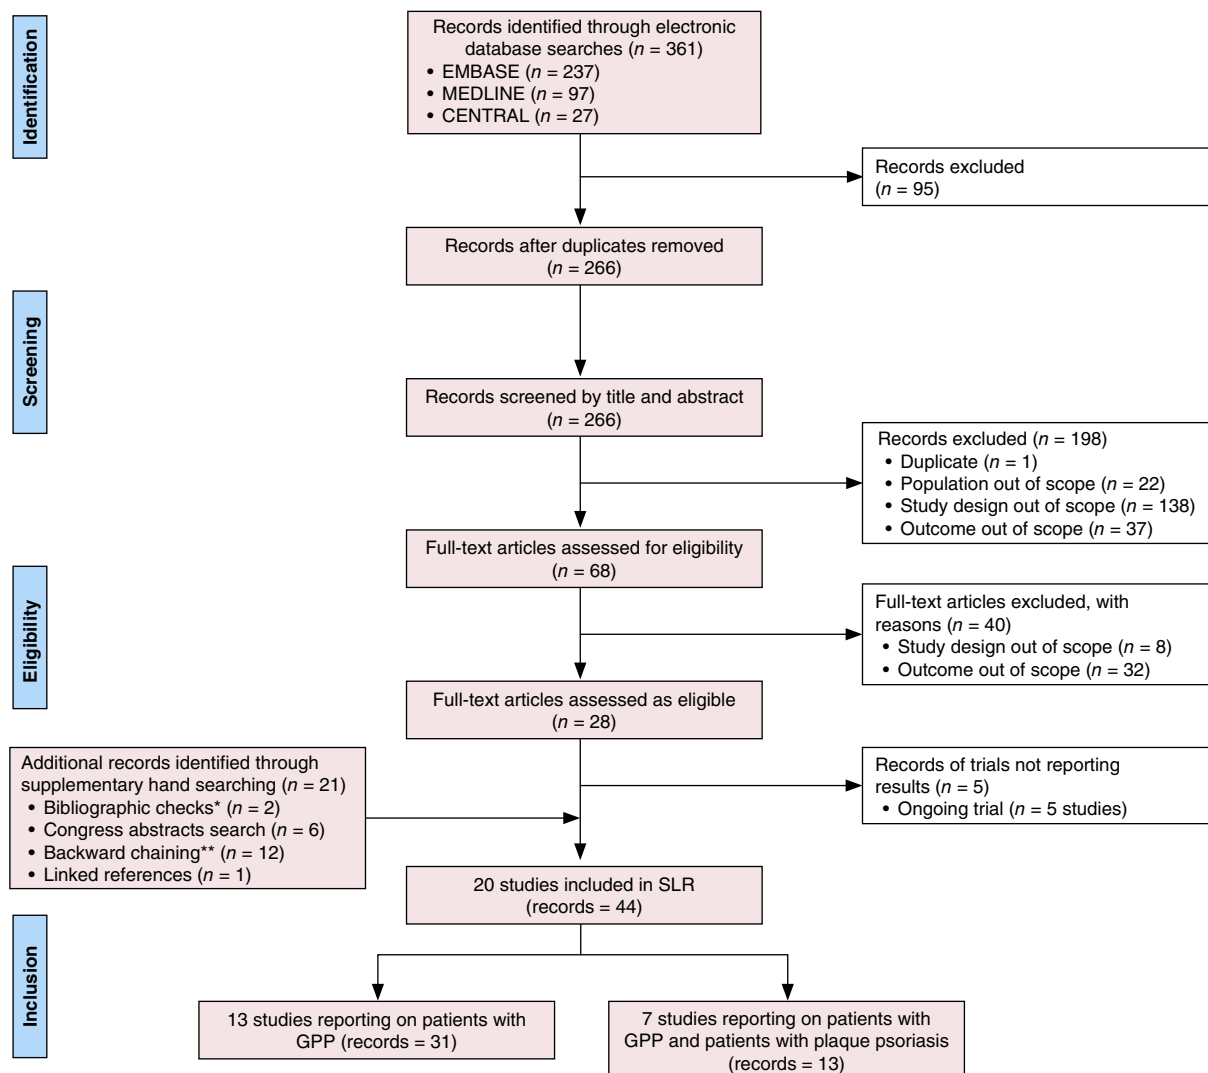 Identification
Records identified through electronic
database searches (n = 361)
• EMBASE (n = 237)
• MEDLINE (n = 97)
• CENTRAL (n = 27)
Records excluded
(n = 95)
Records after duplicates removed
(n = 266)
Screening
Records screened by title and abstract
(n = 266)
Records excluded (n = 198)
• Duplicate (n = 1)
• Population out of scope (n = 22)
• Study design out of scope (n = 138)
• Outcome out of scope (n = 37)
Full-text articles assessed for eligibility
(n = 68)
Eligibility
Full-text articles excluded, with
reasons (n = 40)
• Study design out of scope (n = 8)
• Outcome out of scope (n = 32)
Full-text articles assessed as eligible
(n = 28)
Additional records identified through
supplementary hand searching (n = 21)
• Bibliographic checks* (n = 2)
• Congress abstracts search (n = 6)
• Backward chaining** (n = 12)
• Linked references (n = 1)
Records of trials not reporting
results (n = 5)
• Ongoing trial (n = 5 studies)
20 studies included in SLR
(records = 44)
Inclusion
13 studies reporting on patients with
GPP (records = 31)
7 studies reporting on patients with
GPP and patients with plaque psoriasis
(records = 13)